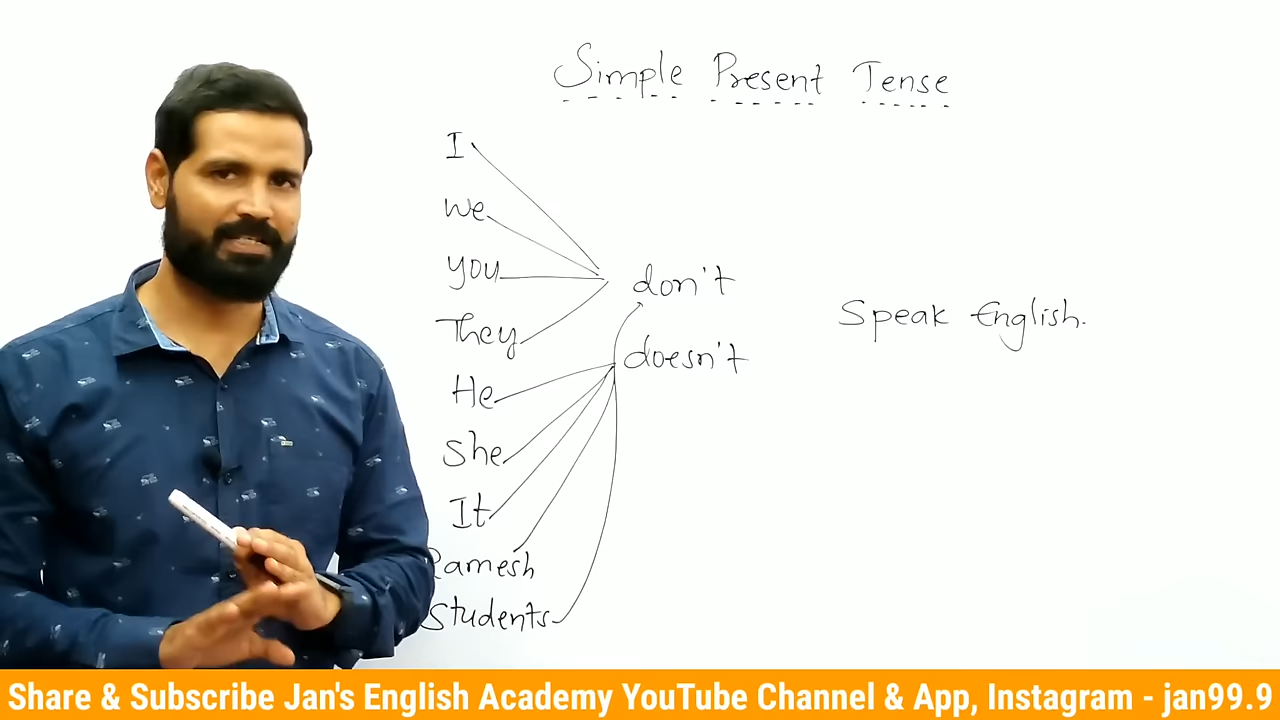 Simple Present Tense
I
we
you
They
don't
Speak English.
doesn't
He
She
It
Ramesh
Students
Share & Subscribe Jan's English Academy YouTube Channel & App, Instagram - jan99.9